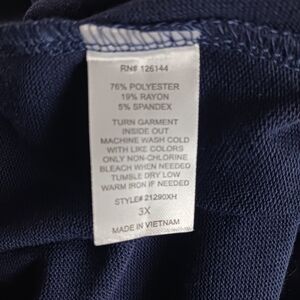 RN# 126144
76% POLYESTER
19% RAYON
5% SPANDEX
TURN GARMENT
INSIDE OUT
MACHINE WASH COLD
WITH LIKE COLORS
ONLY NON-CHLORINE
BLEACH WHEN NEEDED
TUMBLE DRY LOW
WARM IRON IF NEEDED
STYLE# 21290XH
3X
MADE IN VIETNAM